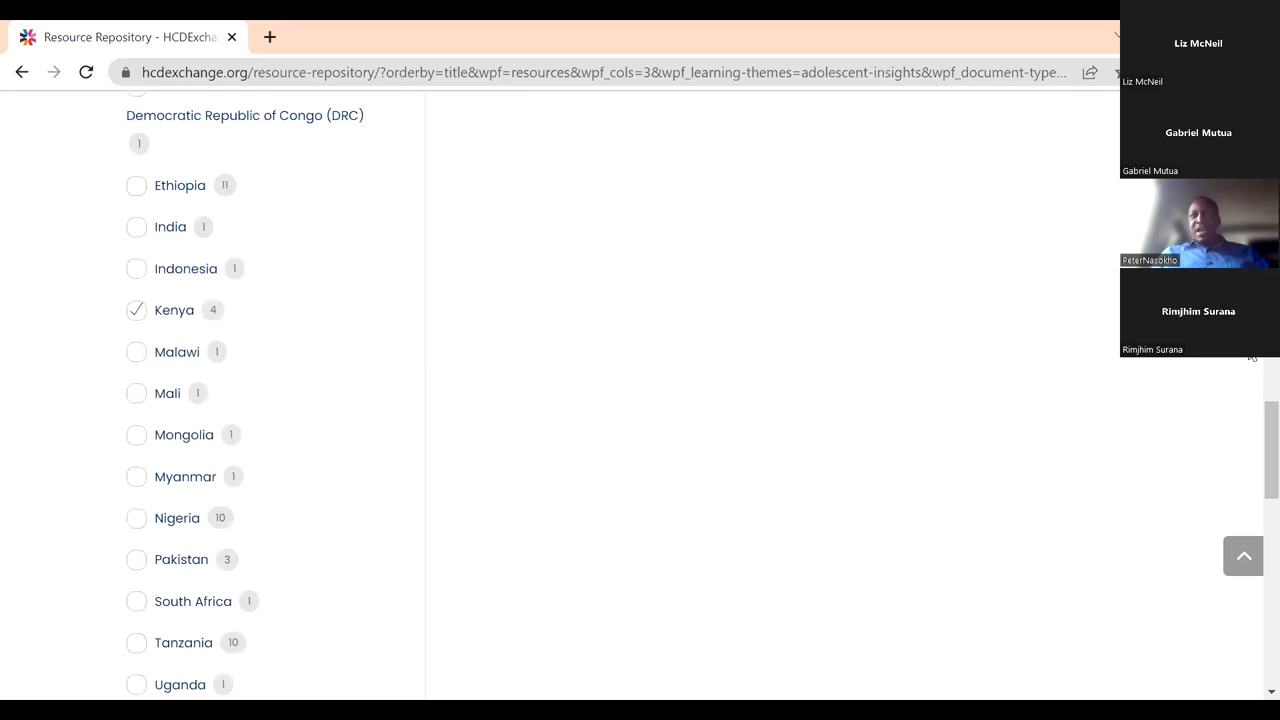 Resource Repository - HCDExcha
hcdexchange.org/resource-repository/?orderby=title&wpf=resources&wpf_cols=3&wpf_learning-themes=adolescent-insights&wpf_document-type...
Democratic Republic of Congo (DRC)
1
Ethiopia 11
India 1
Indonesia 1
Kenya 4
Malawi 1
Mali 1
Mongolia 1
Myanmar 1
Nigeria 10
Pakistan 3
South Africa 1
Tanzania 10
Uganda 1
Liz McNeil
Liz McNeil
Gabriel Mutua
Gabriel Mutua
PeterNasokho
Rimjhim Surana
Rimjhim Surana